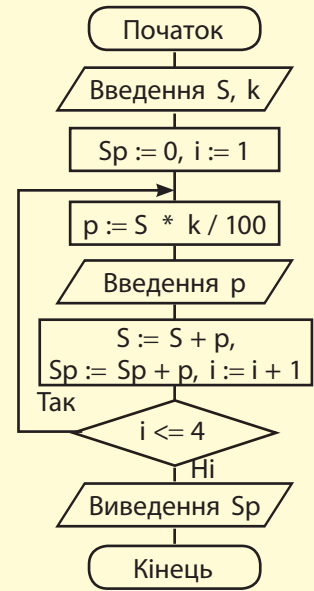 Початок
Введення S, k
Sp := 0, i := 1
p := S * k / 100
Введення p
S := S + p,
Sp := Sp + p, i := i + 1
Так
i <= 4
Ні
Виведення Sp
Кінець